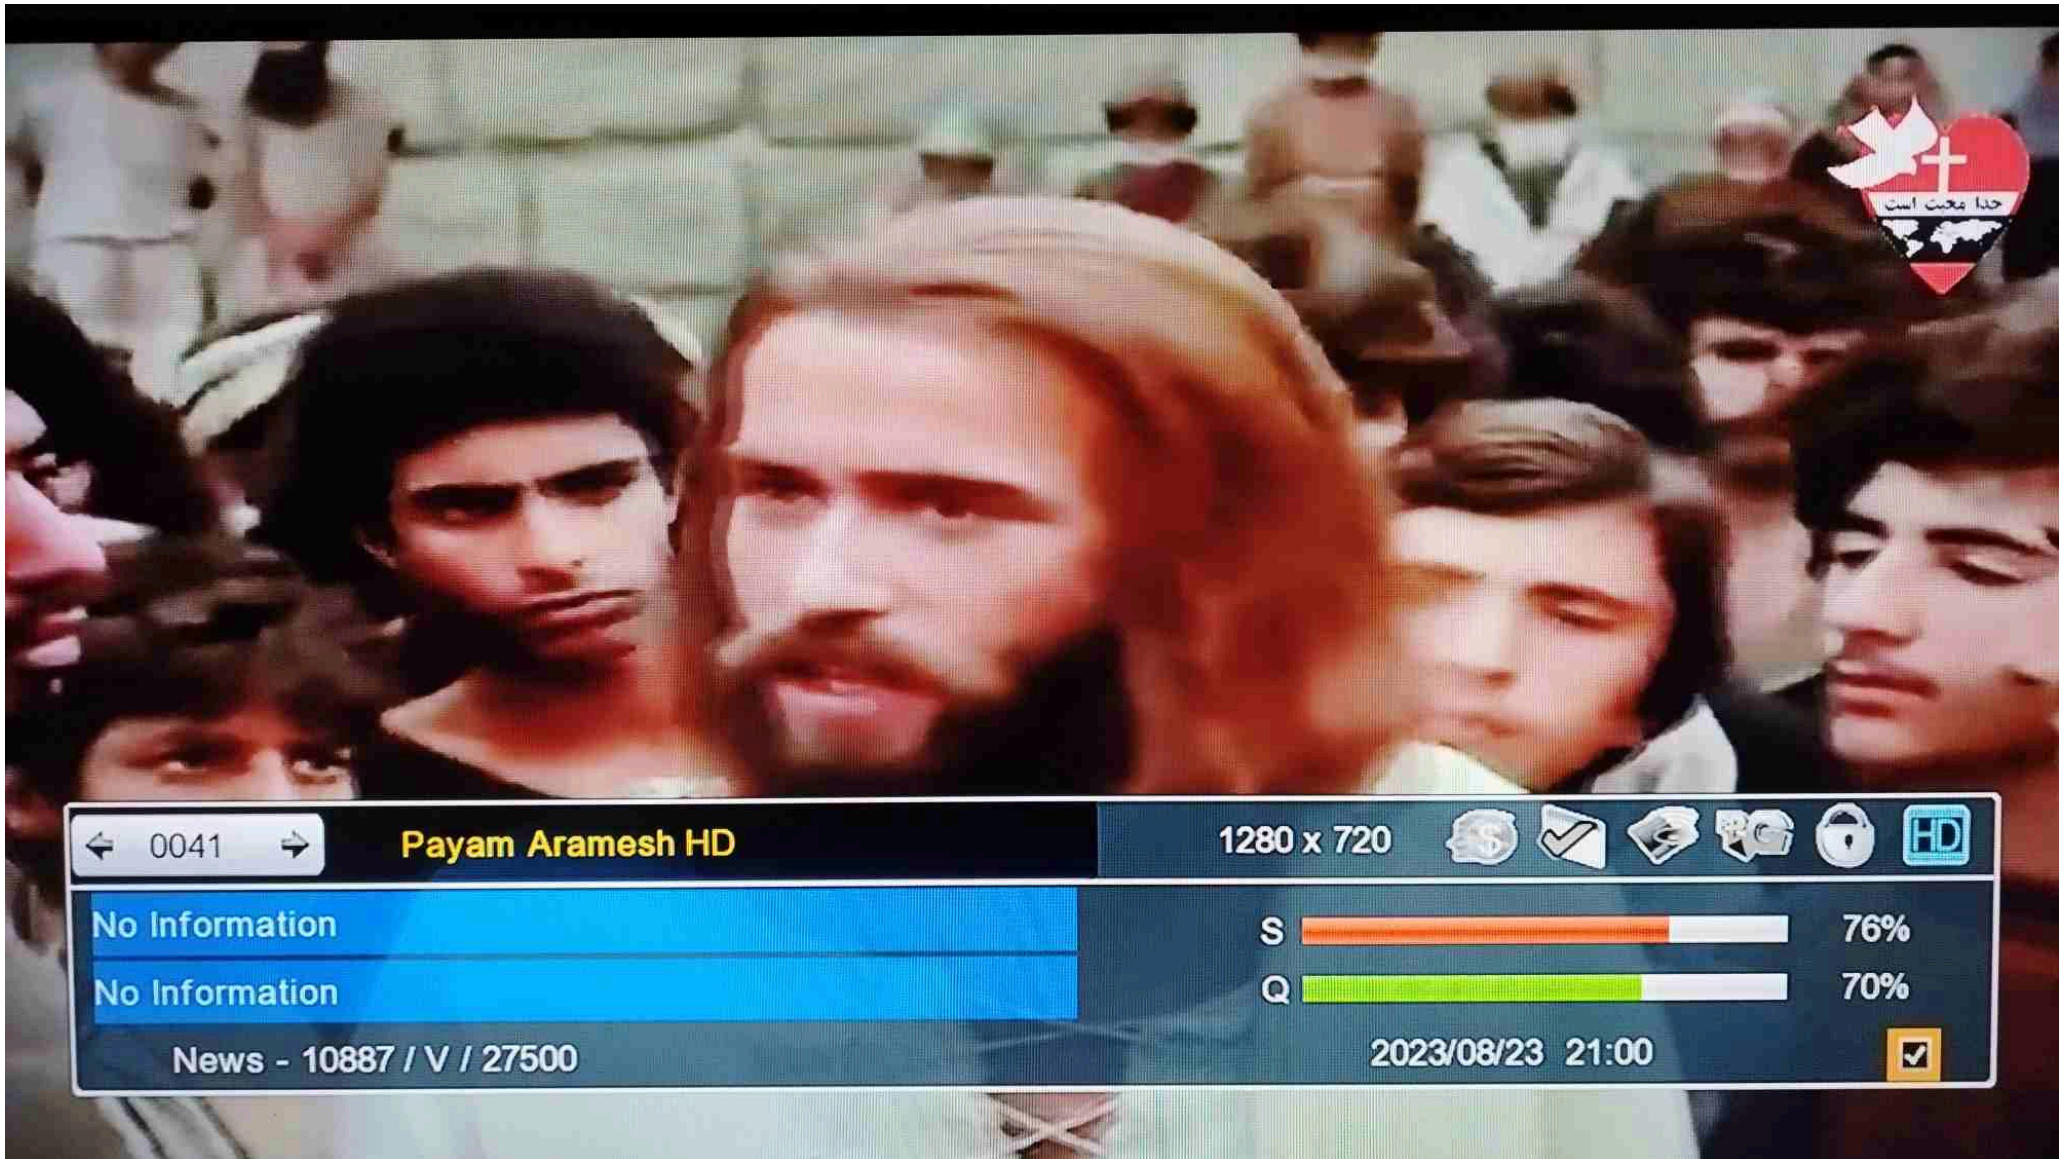 خدا محبت است
0041
Payam Aramesh HD
1280 x 720
HD
No Information
No Information
S 76%
Q 70%
News - 10887 / V / 27500
2023/08/23 21:00